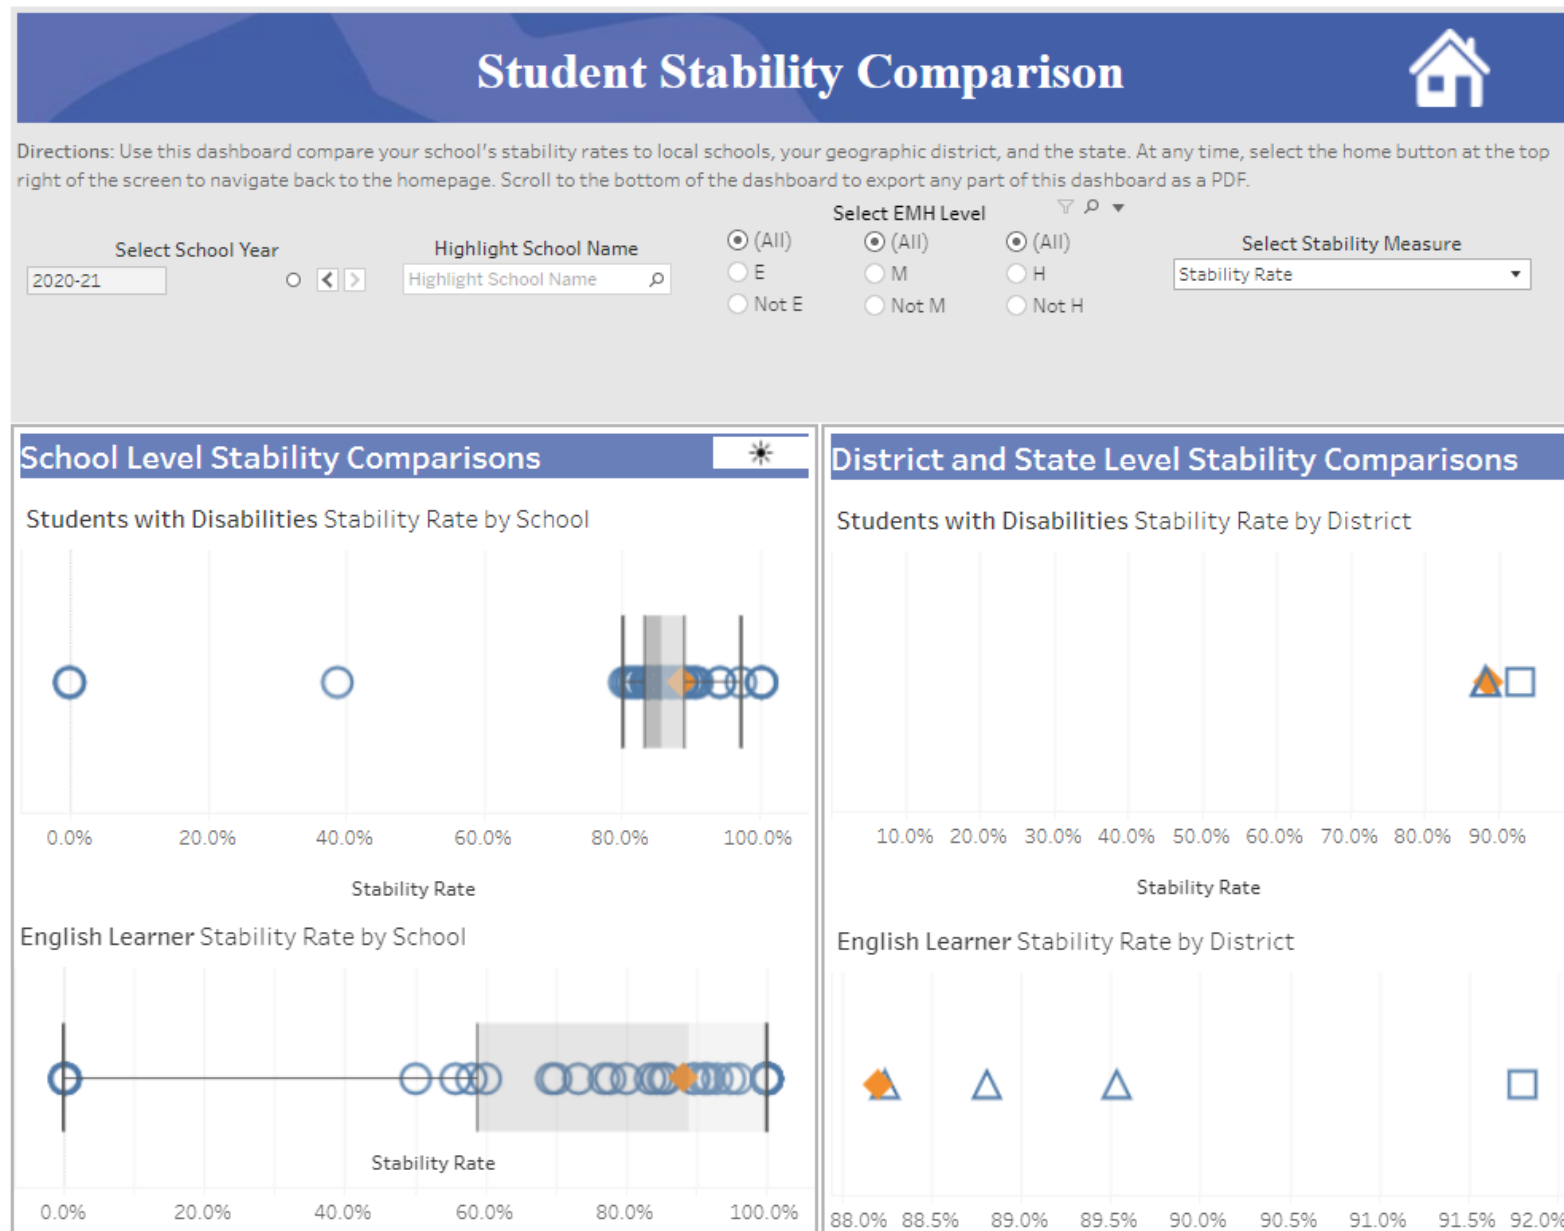 Student Stability Comparison
Directions: Use this dashboard compare your school's stability rates to local schools, your geographic district, and the state. At any time, select the home button at the top
right of the screen to navigate back to the homepage. Scroll to the bottom of the dashboard to export any part of this dashboard as a PDF.
Select School Year
2020-21
Highlight School Name
Highlight School Name
Select EMH Level
(All) (All) (All)
E M H
Not E Not M Not H
Select Stability Measure
Stability Rate
School Level Stability Comparisons
Students with Disabilities Stability Rate by School
0.0% 20.0% 40.0% 60.0% 80.0% 100.0%
Stability Rate
English Learner Stability Rate by School
Stability Rate
0.0% 20.0% 40.0% 60.0% 80.0% 100.0%
District and State Level Stability Comparisons
Students with Disabilities Stability Rate by District
10.0% 20.0% 30.0% 40.0% 50.0% 60.0% 70.0% 80.0% 90.0%
Stability Rate
English Learner Stability Rate by District
88.0% 88.5% 89.0% 89.5% 90.0% 90.5% 91.0% 91.5% 92.0%